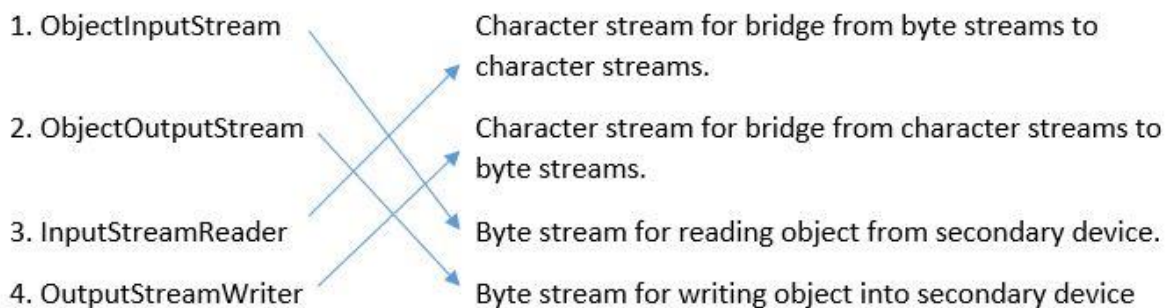 1. ObjectInputStream
Character stream for bridge from byte streams to
character streams.
2. ObjectOutputStream
Character stream for bridge from character streams to
byte streams.
3. InputStreamReader
Byte stream for reading object from secondary device.
4. OutputStreamWriter
Byte stream for writing object into secondary device